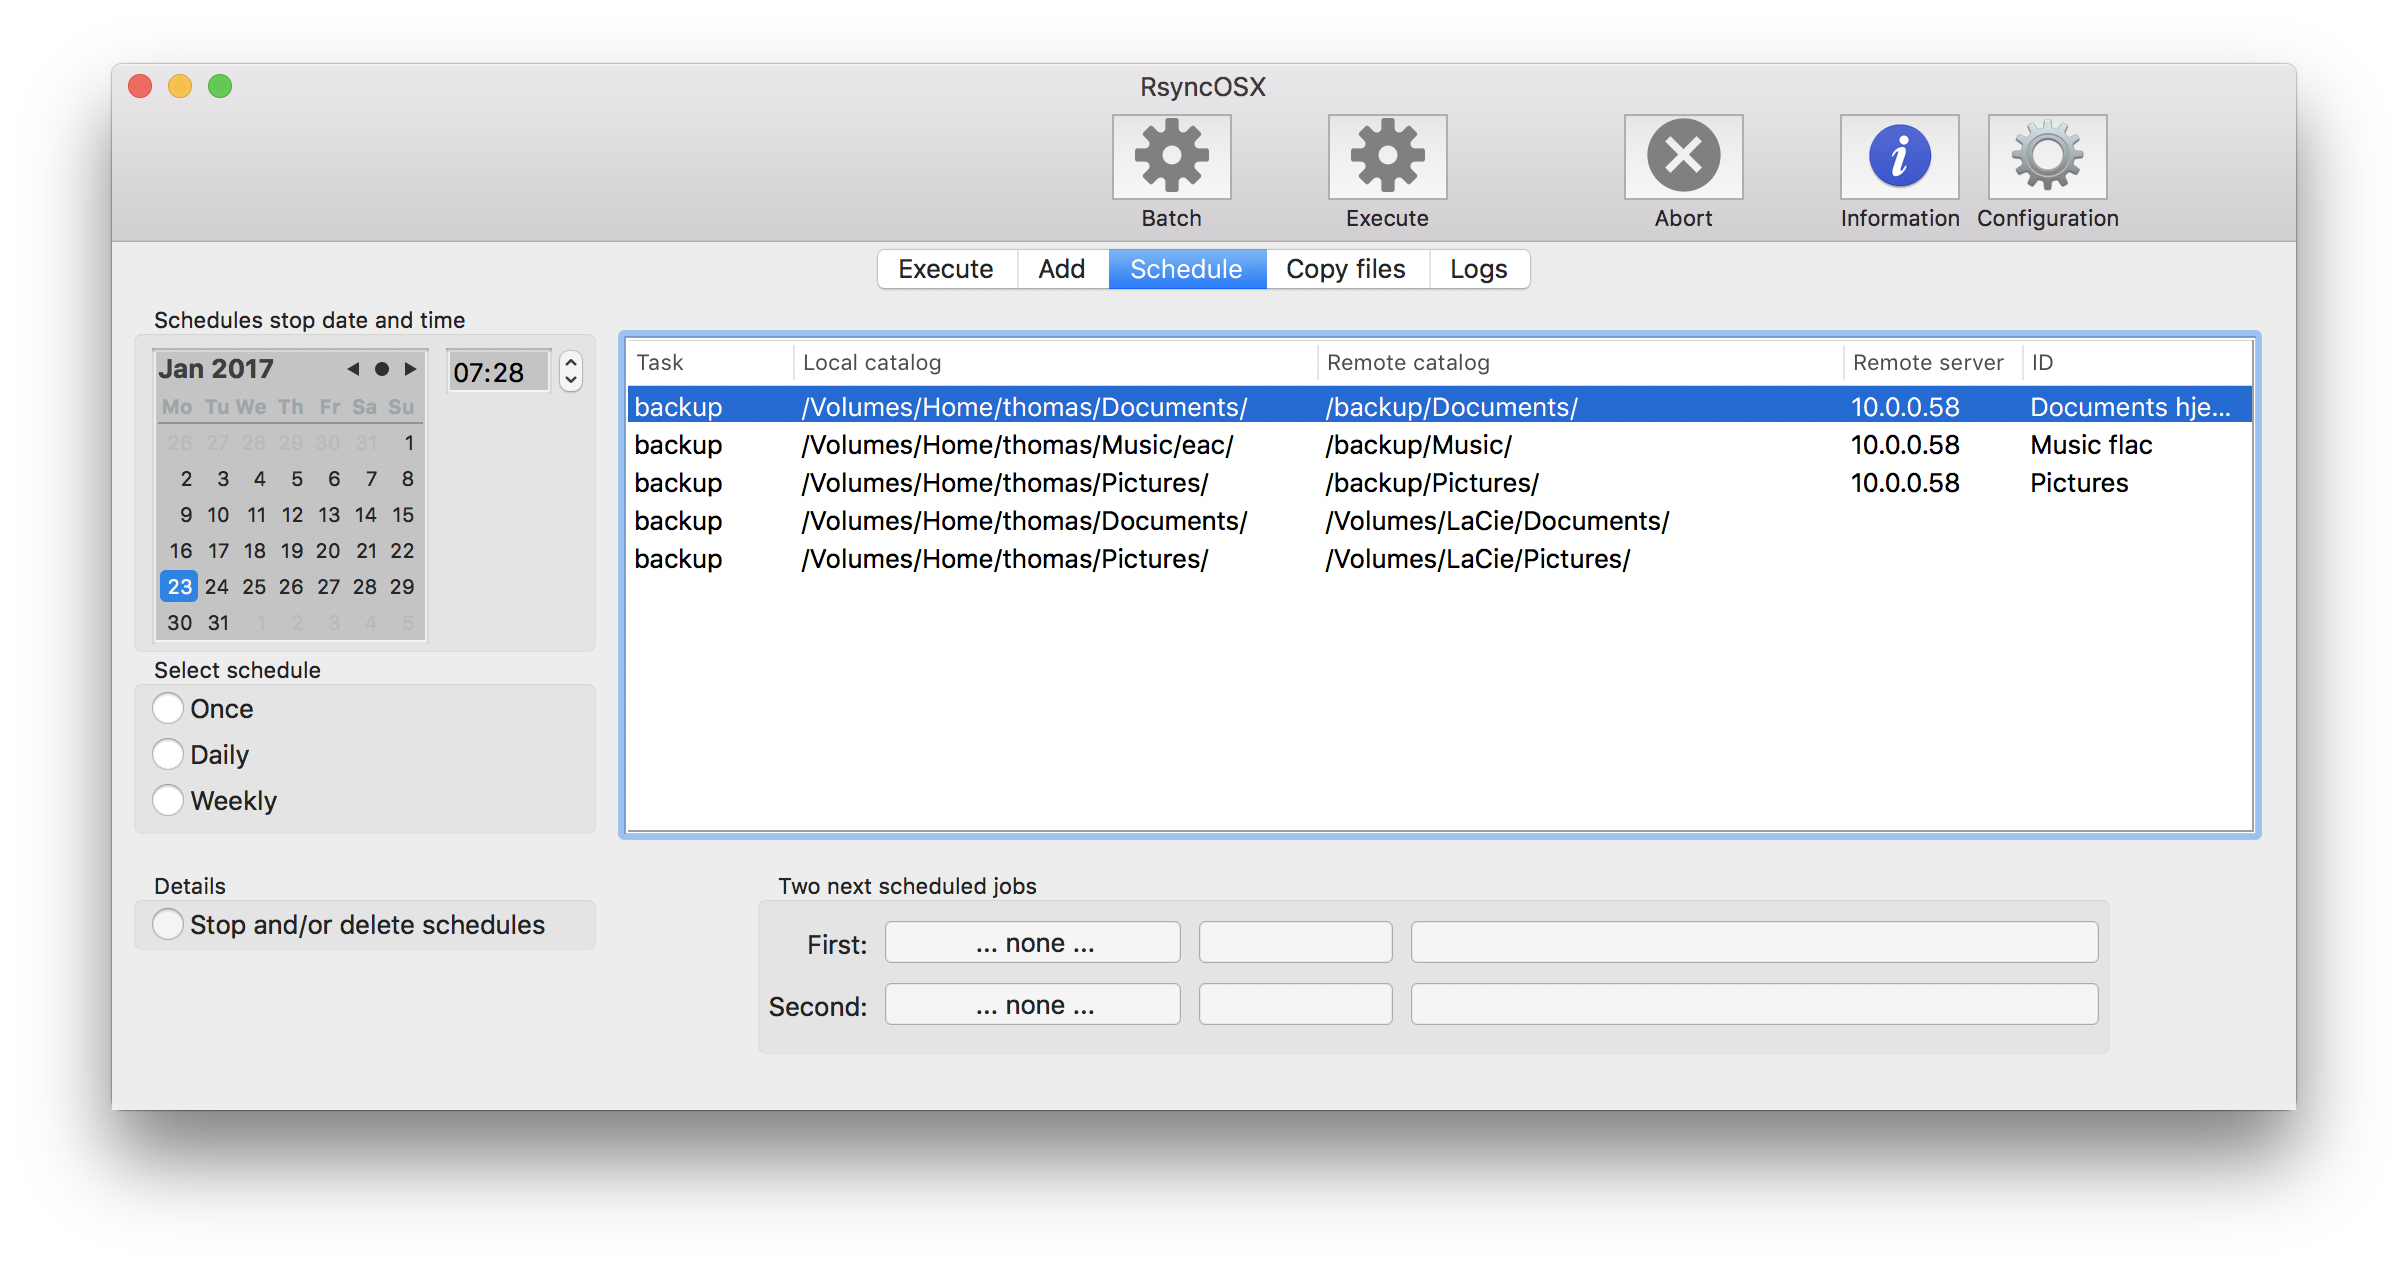 RsyncOSX
Batch
Execute
Abort
Information
Configuration
Execute
Add
Schedule
Copy files
Logs
Schedules stop date and time
Jan 2017
07:28
Mo Tu We Th Fr Sa Su
26 27 28 29 30 31 1
2 3 4 5 6 7 8
9 10 11 12 13 14 15
16 17 18 19 20 21 22
23 24 25 26 27 28 29
30 31 1 2 3 4 5
Select schedule
Once
Daily
Weekly
Details
Stop and/or delete schedules
Task Local catalog Remote catalog Remote server ID
backup /Volumes/Home/thomas/Documents/ /backup/Documents/ 10.0.0.58 Documents hje...
backup /Volumes/Home/thomas/Music/eac/ /backup/Music/ 10.0.0.58 Music flac
backup /Volumes/Home/thomas/Pictures/ /backup/Pictures/ 10.0.0.58 Pictures
backup /Volumes/Home/thomas/Documents/ /Volumes/LaCie/Documents/
backup /Volumes/Home/thomas/Pictures/ /Volumes/LaCie/Pictures/
Two next scheduled jobs
First: ... none ...
Second: ... none ...